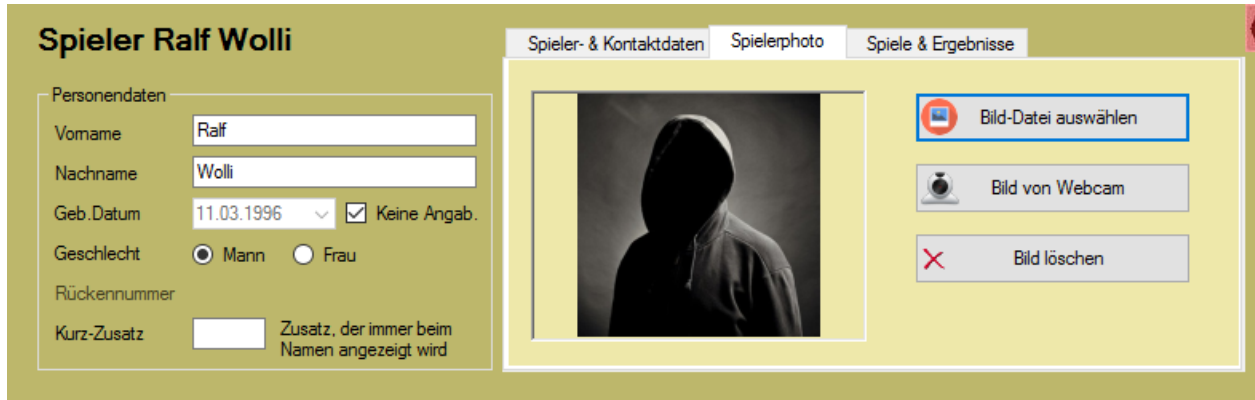 Spieler Ralf Wolli
Personendaten
Vorname Ralf
Nachname Wolli
Geb.Datum 11.03.1996 Keine Angab.
Geschlecht Mann Frau
Rückennummer
Kurz-Zusatz Zusatz, der immer beim
Namen angezeigt wird
Spieler- & Kontaktdaten Spielerphoto Spiele & Ergebnisse
Bild-Datei auswählen
Bild von Webcam
Bild löschen